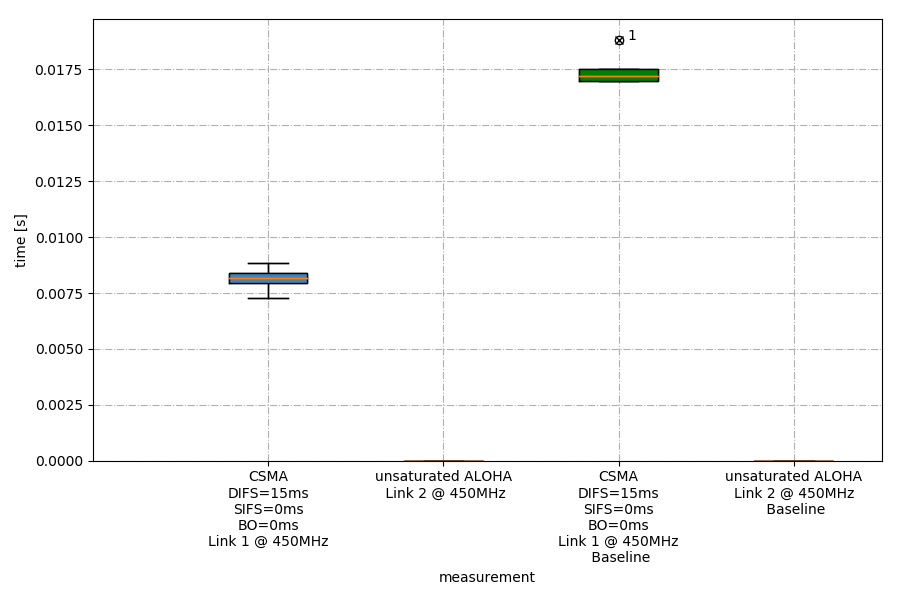 1
0.0175
0.0150
0.0125
0.0100
0.0075
0.0050
0.0025
0.0000
time [s]
CSMA
DIFS=15ms
SIFS=0ms
BO=0ms
Link 1 @ 450MHz
unsaturated ALOHA
Link 2 @ 450MHz
CSMA
DIFS=15ms
SIFS=0ms
BO=0ms
Link 1 @ 450MHz
Baseline
unsaturated ALOHA
Link 2 @ 450MHz
Baseline
measurement